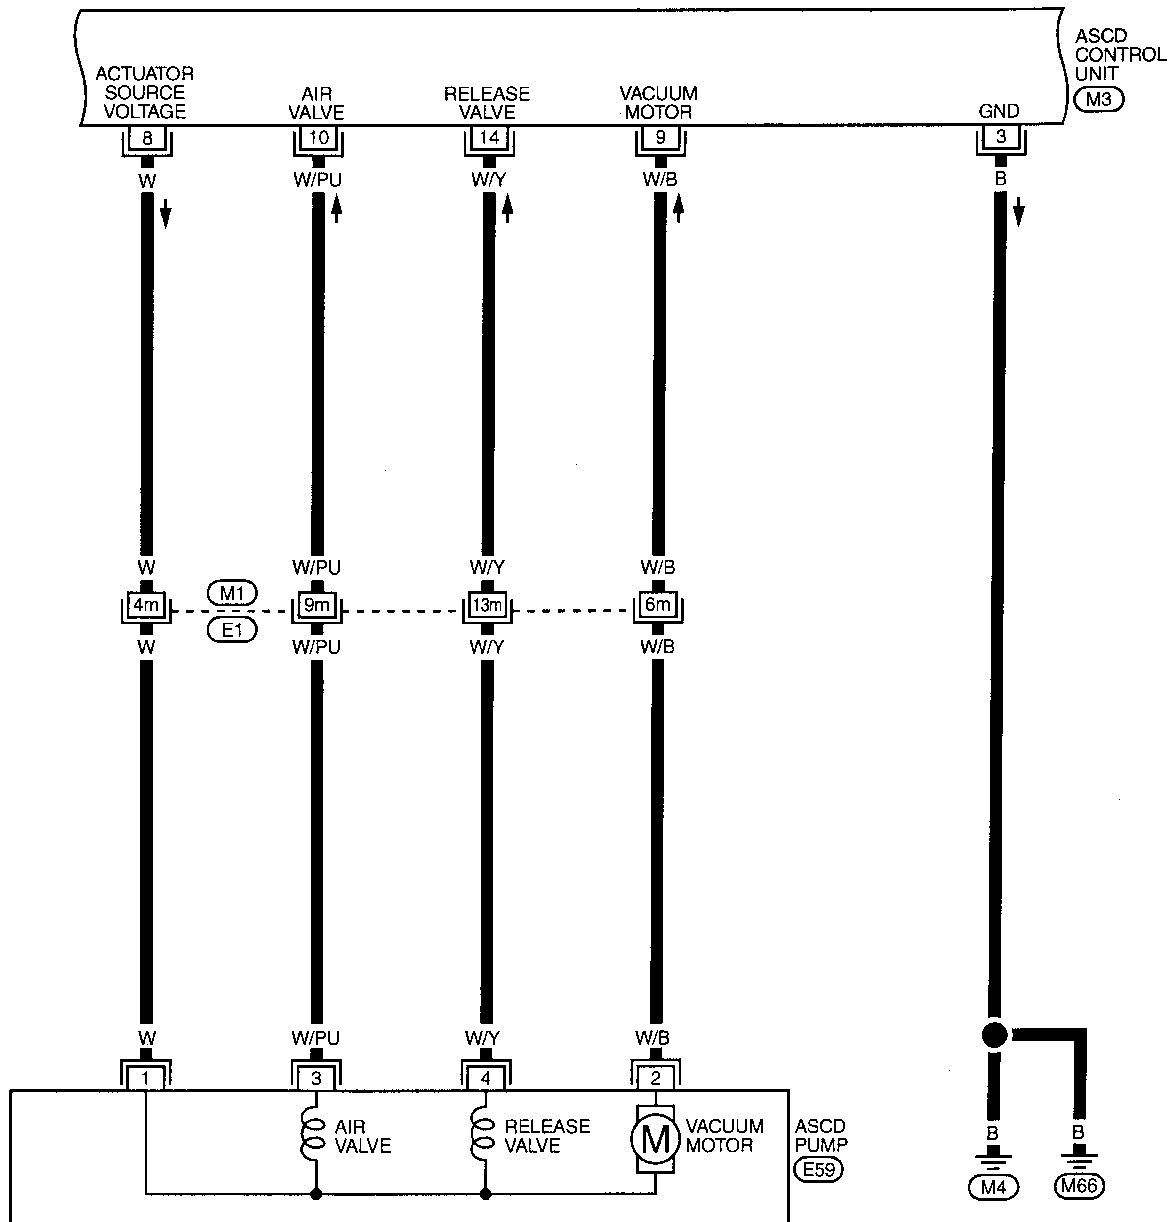 ACTUATOR
SOURCE
VOLTAGE
AIR
VALVE
RELEASE
VALVE
VACUUM
MOTOR
GND
ASCD
CONTROL
UNIT
M3
8
10
14
9
3
W
W/PU
W/Y
W/B
B
W
W/PU
W/Y
W/B
4m
M1
E1
9m
13m
6m
W
W/PU
W/Y
W/B
W
W/PU
W/Y
W/B
1
3
4
2
AIR
VALVE
RELEASE
VALVE
M
VACUUM
MOTOR
ASCD
PUMP
E59
B
B
M4
M66